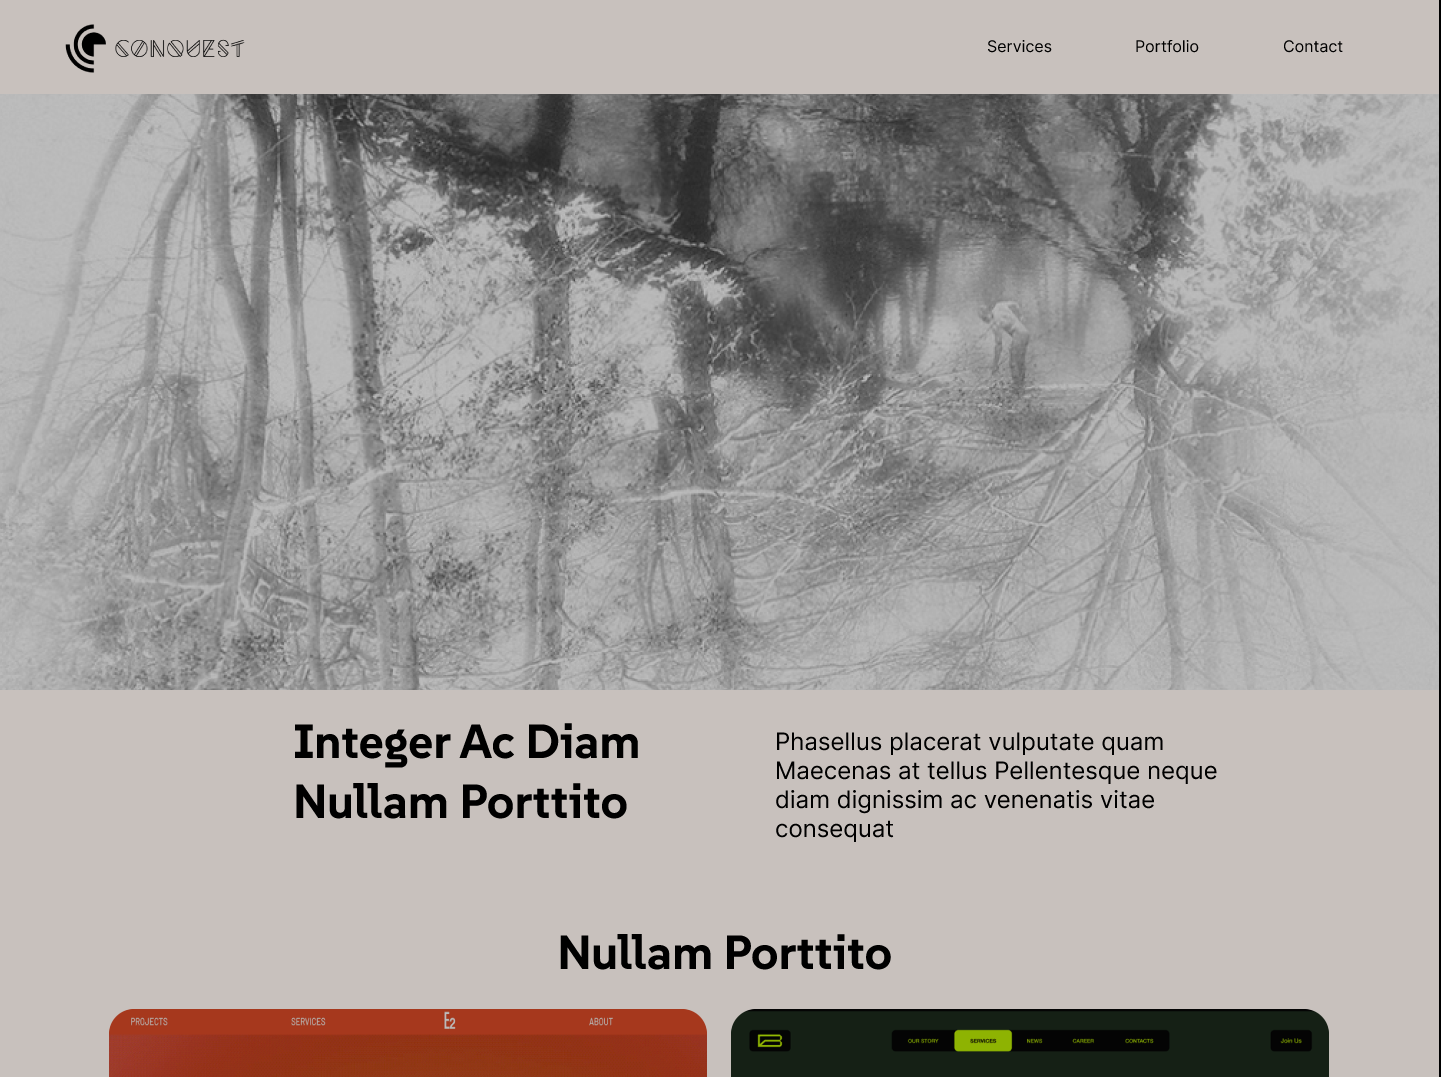 CONQUEST
Services
Portfolio
Contact
Integer Ac Diam
Nullam Porttito
Phasellus placerat vulputate quam
Maecenas at tellus Pellentesque neque
diam dignissim ac venenatis vitae
consequat
Nullam Porttito
PROJECTS
SERVICES
E2
ABOUT
OUR STORY
SERVICES
NEWS
CAREER
CONTACTS
Join Us